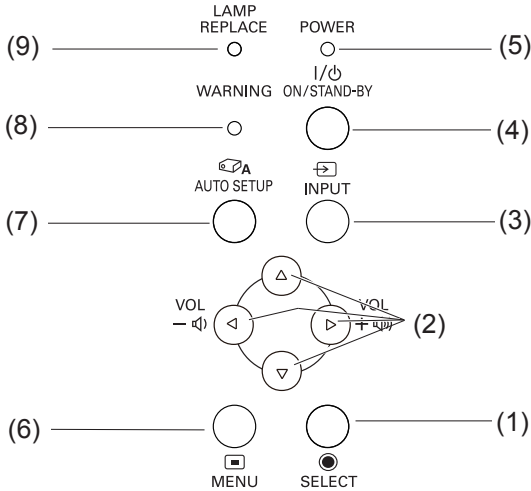 LAMP
REPLACE
POWER
(9)
(5)
I/⏻
ON/STAND-BY
WARNING
(8)
(4)
A
AUTO SETUP
INPUT
(7)
(3)
VOL
VOL
−
+
(2)
(6)
(1)
MENU
SELECT